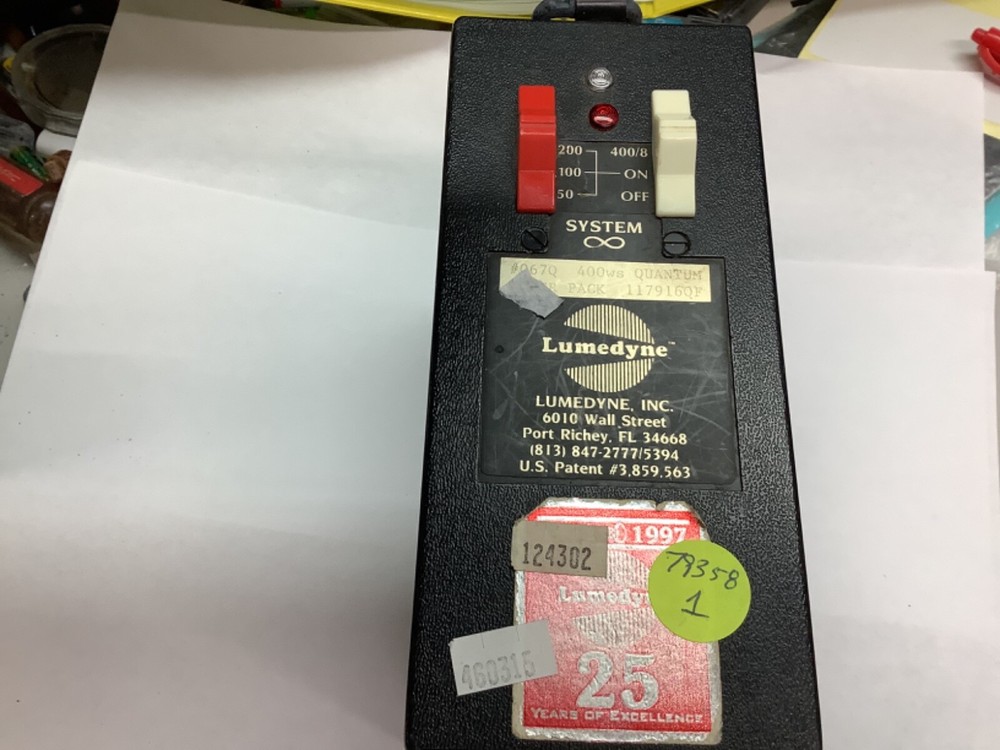 200 400/8
100 ON
50 OFF
SYSTEM
∞
#067Q 400ws QUANTUM
PACK 117916QF
Lumedyne™
LUMEDYNE, INC.
6010 Wall Street
Port Richey, FL 34668
(813) 847-2777/5394
U.S. Patent #3,859,563
© 1997
124302
79358
1
460315
25
YEARS OF EXCELLENCE